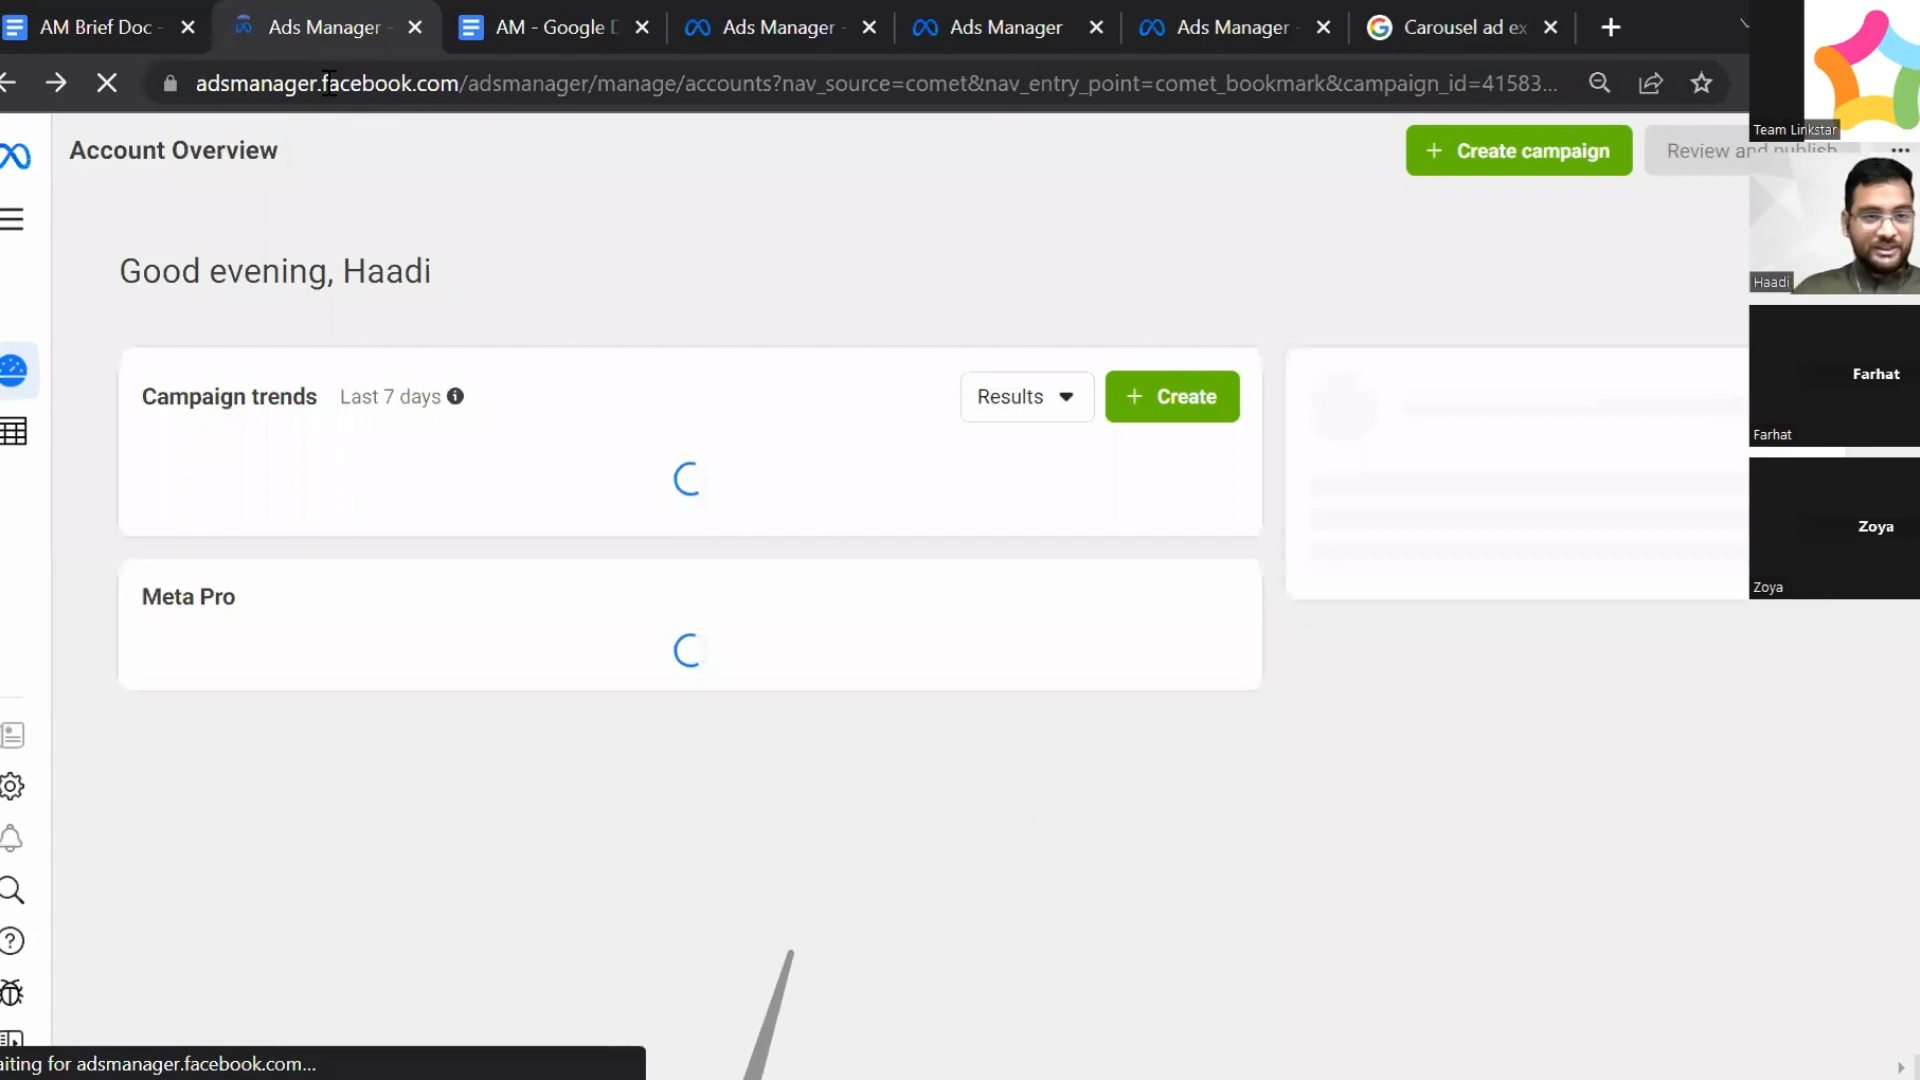 AM Brief Doc -
Ads Manager -
AM - Google D
Ads Manager -
Ads Manager
Ads Manager -
Carousel ad ex
adsmanager.facebook.com/adsmanager/manage/accounts?nav_source=comet&nav_entry_point=comet_bookmark&campaign_id=41583...
Team Linkstar
Account Overview
+ Create campaign
Review and publish
Good evening, Haadi
Haadi
Campaign trends Last 7 days
Results
+ Create
Farhat
Farhat
Zoya
Zoya
Meta Pro
aiting for adsmanager.facebook.com...